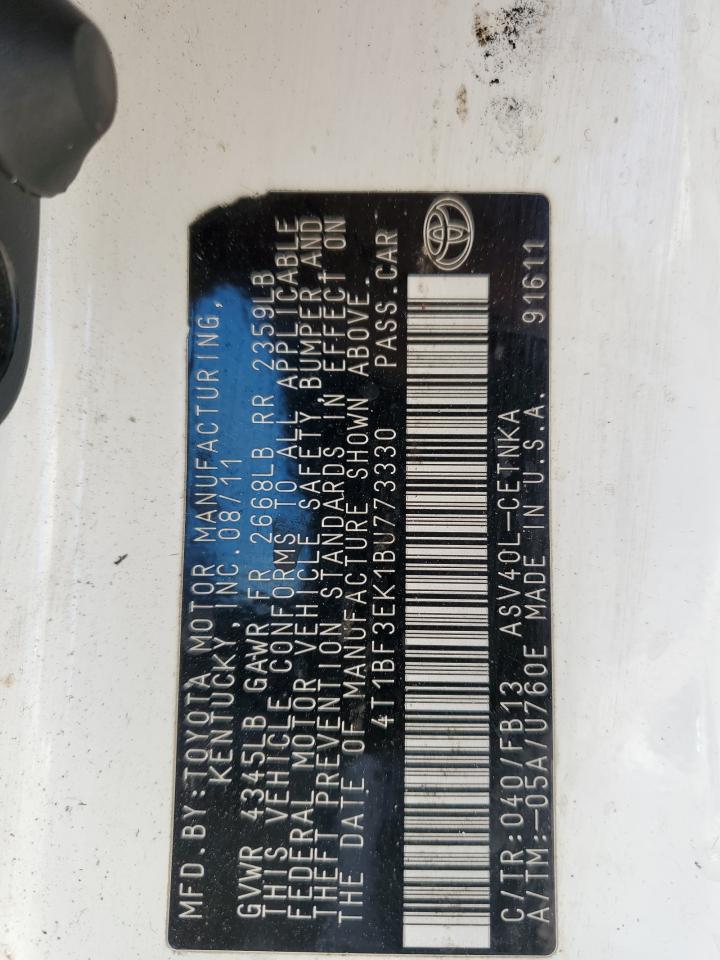 MFD.BY:TOYOTA MOTOR MANUFACTURING,
KENTUCKY, INC.08/11
GVWR 4345LB GAWR FR 2668LB RR 2359LB
THIS VEHICLE CONFORMS TO ALL APPLICABLE
FEDERAL MOTOR VEHICLE SAFETY, BUMPER AND
THEFT PREVENTION STANDARDS IN EFFECT ON
THE DATE OF MANUFACTURE SHOWN ABOVE.
4T1BF3EK1BU773330 PASS.CAR
C/TR:040/FB13 ASV40L-CETNKA
A/TM:-05A/U760E MADE IN U.S.A. 91611